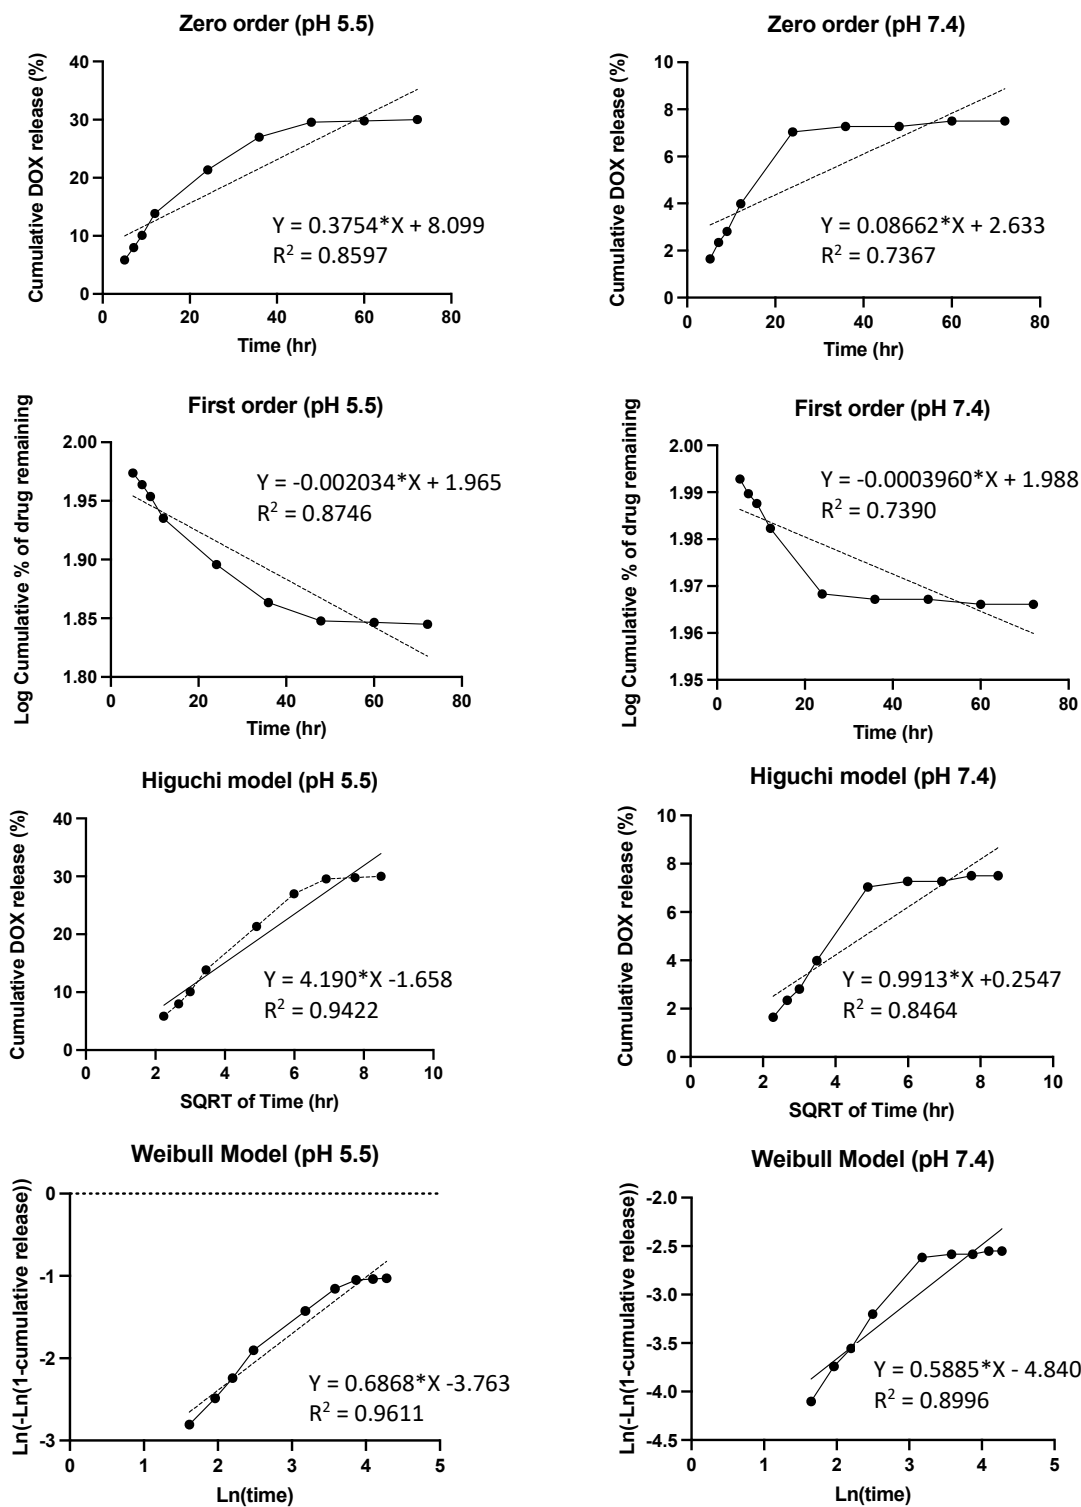 Zero order (pH 5.5)
Cumulative DOX release (%)
40
30
20
10
0
Y = 0.3754*X + 8.099
R² = 0.8597
0 20 40 60 80
Time (hr)
Zero order (pH 7.4)
Cumulative DOX release (%)
10
8
6
4
2
0
Y = 0.08662*X + 2.633
R² = 0.7367
0 20 40 60 80
Time (hr)
First order (pH 5.5)
Log Cumulative % of drug remaining
2.00
1.95
1.90
1.85
1.80
Y = -0.002034*X + 1.965
R² = 0.8746
0 20 40 60 80
Time (hr)
First order (pH 7.4)
Log Cumulative % of drug remaining
2.00
1.99
1.98
1.97
1.96
1.95
Y = -0.0003960*X + 1.988
R² = 0.7390
0 20 40 60 80
Time (hr)
Higuchi model (pH 5.5)
Cumulative DOX release (%)
40
30
20
10
0
Y = 4.190*X -1.658
R² = 0.9422
0 2 4 6 8 10
SQRT of Time (hr)
Higuchi model (pH 7.4)
Cumulative DOX release (%)
10
8
6
4
2
0
Y = 0.9913*X +0.2547
R² = 0.8464
0 2 4 6 8 10
SQRT of Time (hr)
Weibull Model (pH 5.5)
Ln(-Ln(1-cumulative release))
0
-1
-2
-3
Y = 0.6868*X -3.763
R² = 0.9611
0 1 2 3 4 5
Ln(time)
Weibull Model (pH 7.4)
Ln(-Ln(1-cumulative release))
-2.0
-2.5
-3.0
-3.5
-4.0
-4.5
Y = 0.5885*X - 4.840
R² = 0.8996
0 1 2 3 4 5
Ln(time)